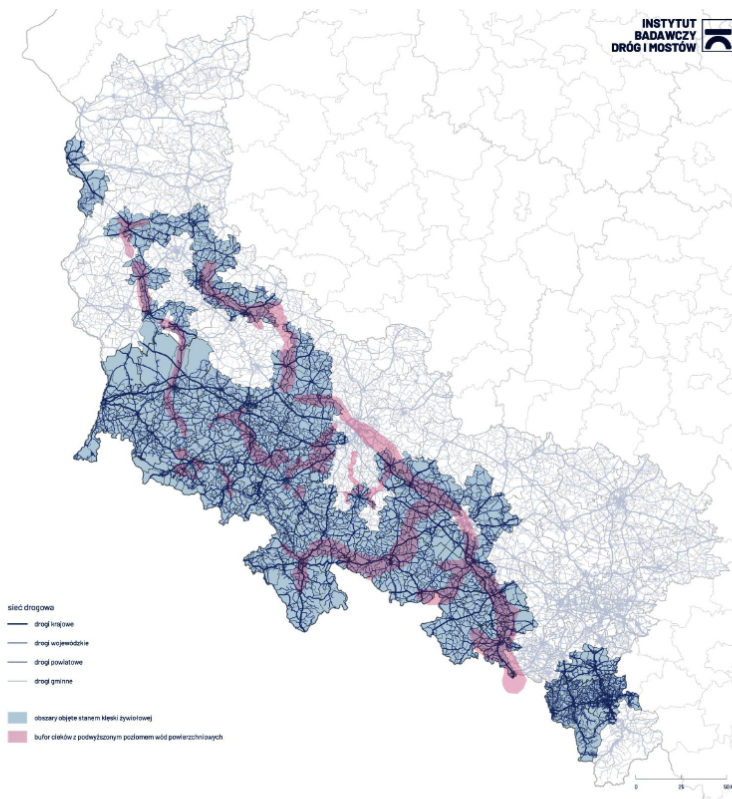 INSTYTUT
BADAWCZY
DRÓG I MOSTÓW
sieć drogowa
drogi krajowe
drogi wojewódzkie
drogi powiatowe
drogi gminne
obszary objęte stanem klęski żywiołowej
bufor cieków z podwyższonym poziomem wód powierzchniowych
0 25